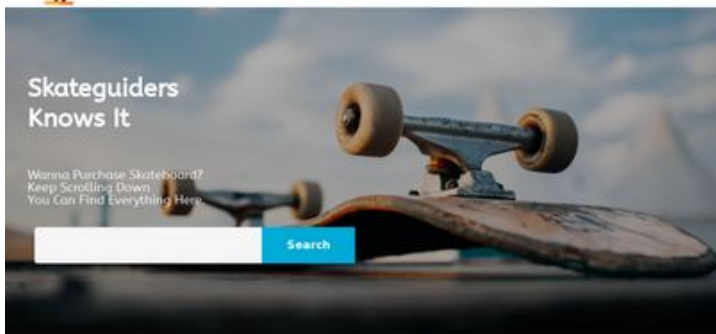 Skateguiders
Knows It
Wanna Purchase Skateboard?
Keep Scrolling Down
You Can Find Everything Here.
Search